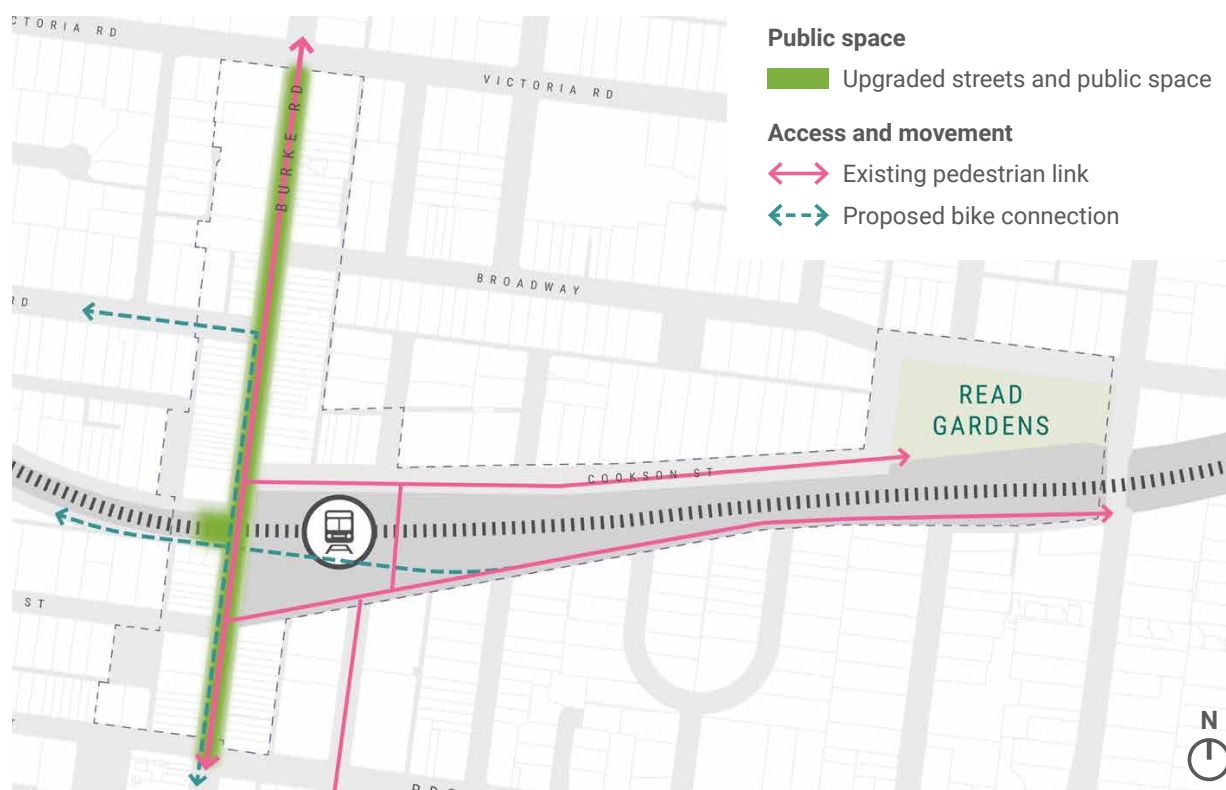 CTORIA RD
VICTORIA RD
BURKE RD
BROADWAY
RD
READ
GARDENS
COOKSON ST
ST
N
Public space
Upgraded streets and public space
Access and movement
Existing pedestrian link
Proposed bike connection